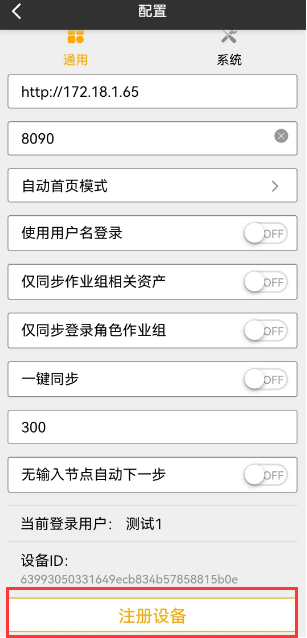 配置
通用
系统
http://172.18.1.65
8090
自动首页模式
使用用户名登录
OFF
仅同步作业组相关资产
OFF
仅同步登录角色作业组
OFF
一键同步
OFF
300
无输入节点自动下一步
OFF
当前登录用户： 测试1
设备ID:
63993050331649ecb834b57858815b0e
注册设备